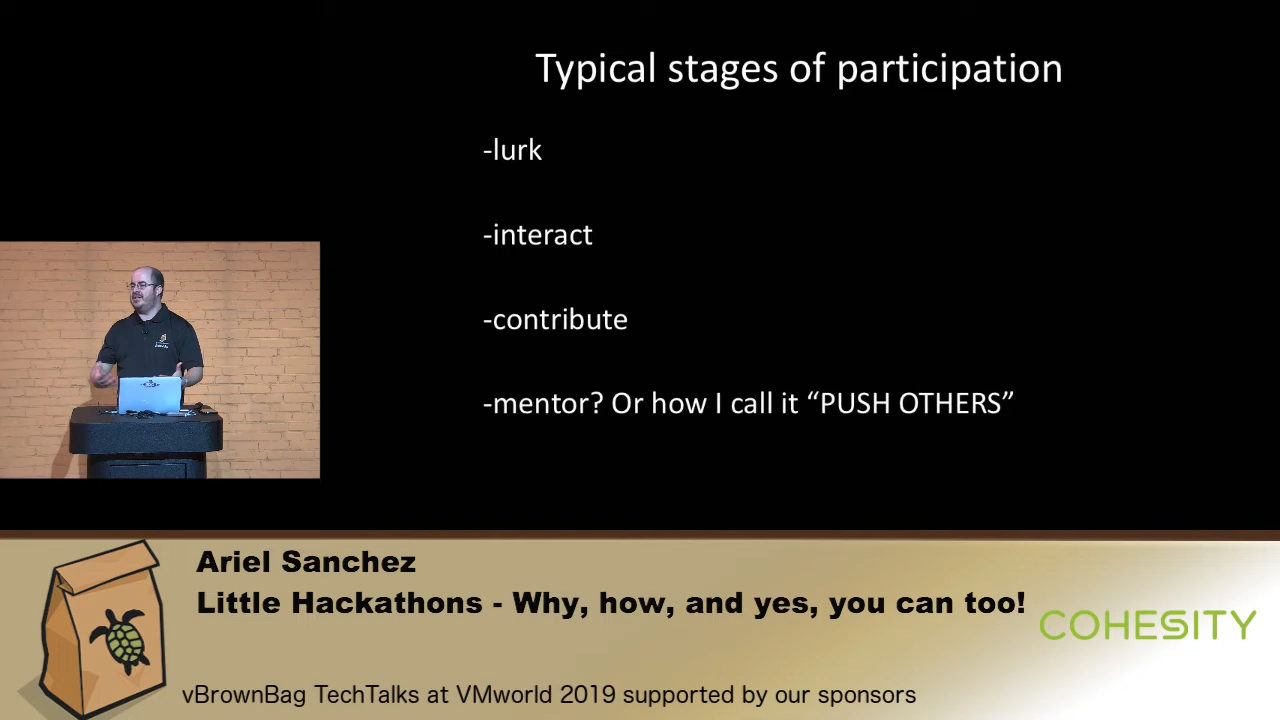 Typical stages of participation
-lurk
-interact
-contribute
-mentor? Or how I call it “PUSH OTHERS”
Ariel Sanchez
Little Hackathons - Why, how, and yes, you can too!
COHESITY
vBrownBag TechTalks at VMworld 2019 supported by our sponsors